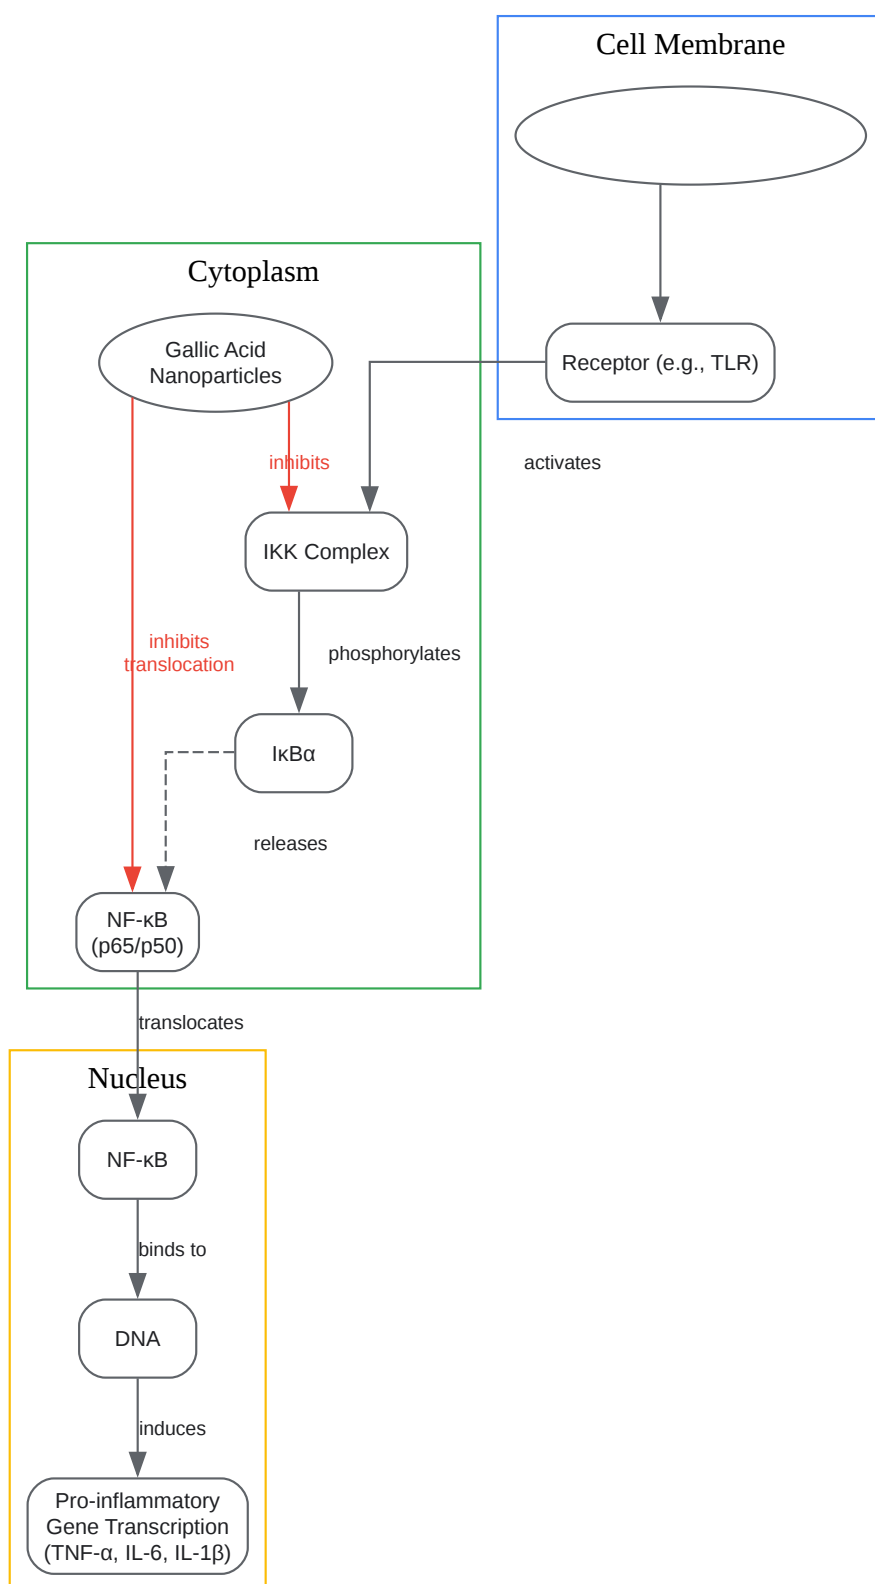 Cell Membrane
Receptor (e.g., TLR)
activates
Cytoplasm
Gallic Acid
Nanoparticles
inhibits
IKK Complex
inhibits
translocation
phosphorylates
IκBα
releases
NF-κB
(p65/p50)
translocates
Nucleus
NF-κB
binds to
DNA
induces
Pro-inflammatory
Gene Transcription
(TNF-α, IL-6, IL-1β)